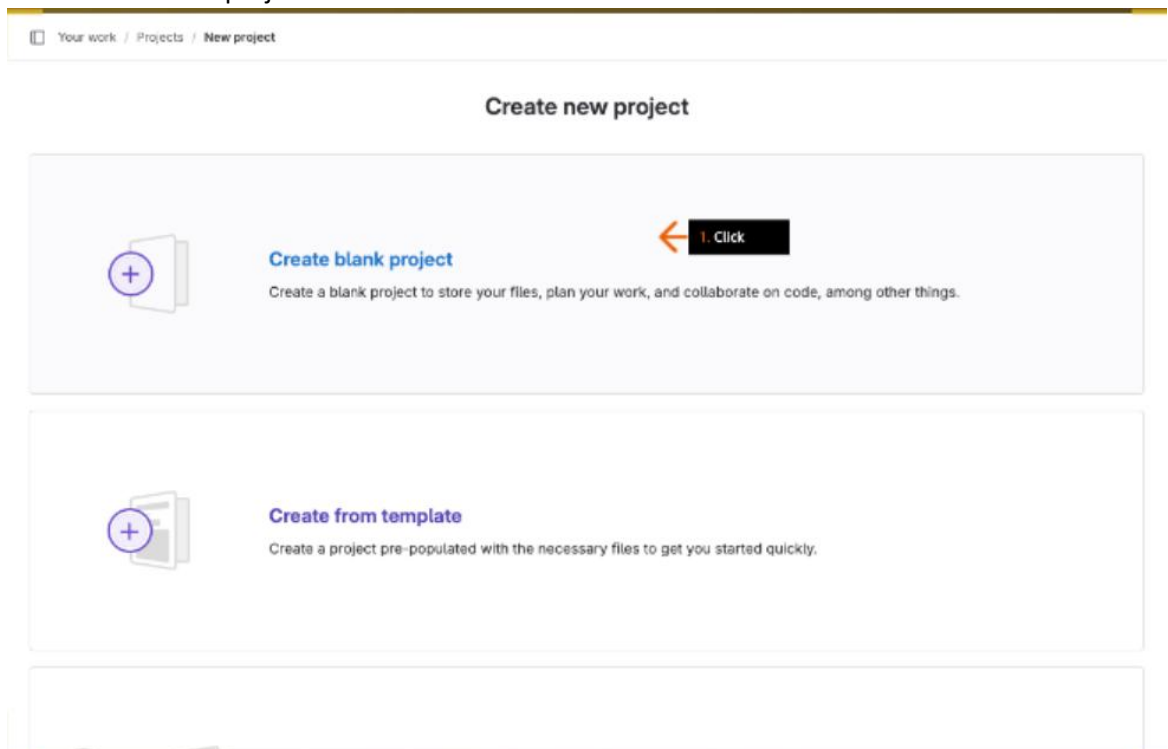 Your work / Projects / New project
Create new project
1. Click
Create blank project
Create a blank project to store your files, plan your work, and collaborate on code, among other things.
Create from template
Create a project pre-populated with the necessary files to get you started quickly.